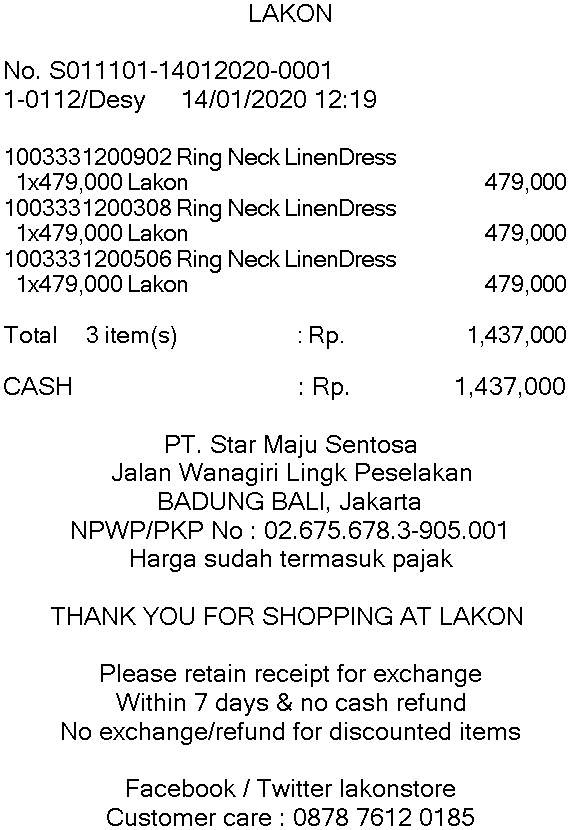 LAKON
No. S011101-14012020-0001
1-0112/Desy 14/01/2020 12:19
1003331200902 Ring Neck LinenDress
1x479,000 Lakon 479,000
1003331200308 Ring Neck LinenDress
1x479,000 Lakon 479,000
1003331200506 Ring Neck LinenDress
1x479,000 Lakon 479,000
Total 3 item(s) : Rp. 1,437,000
CASH : Rp. 1,437,000
PT. Star Maju Sentosa
Jalan Wanagiri Lingk Peselakan
BADUNG BALI, Jakarta
NPWP/PKP No : 02.675.678.3-905.001
Harga sudah termasuk pajak
THANK YOU FOR SHOPPING AT LAKON
Please retain receipt for exchange
Within 7 days & no cash refund
No exchange/refund for discounted items
Facebook / Twitter lakonstore
Customer care : 0878 7612 0185